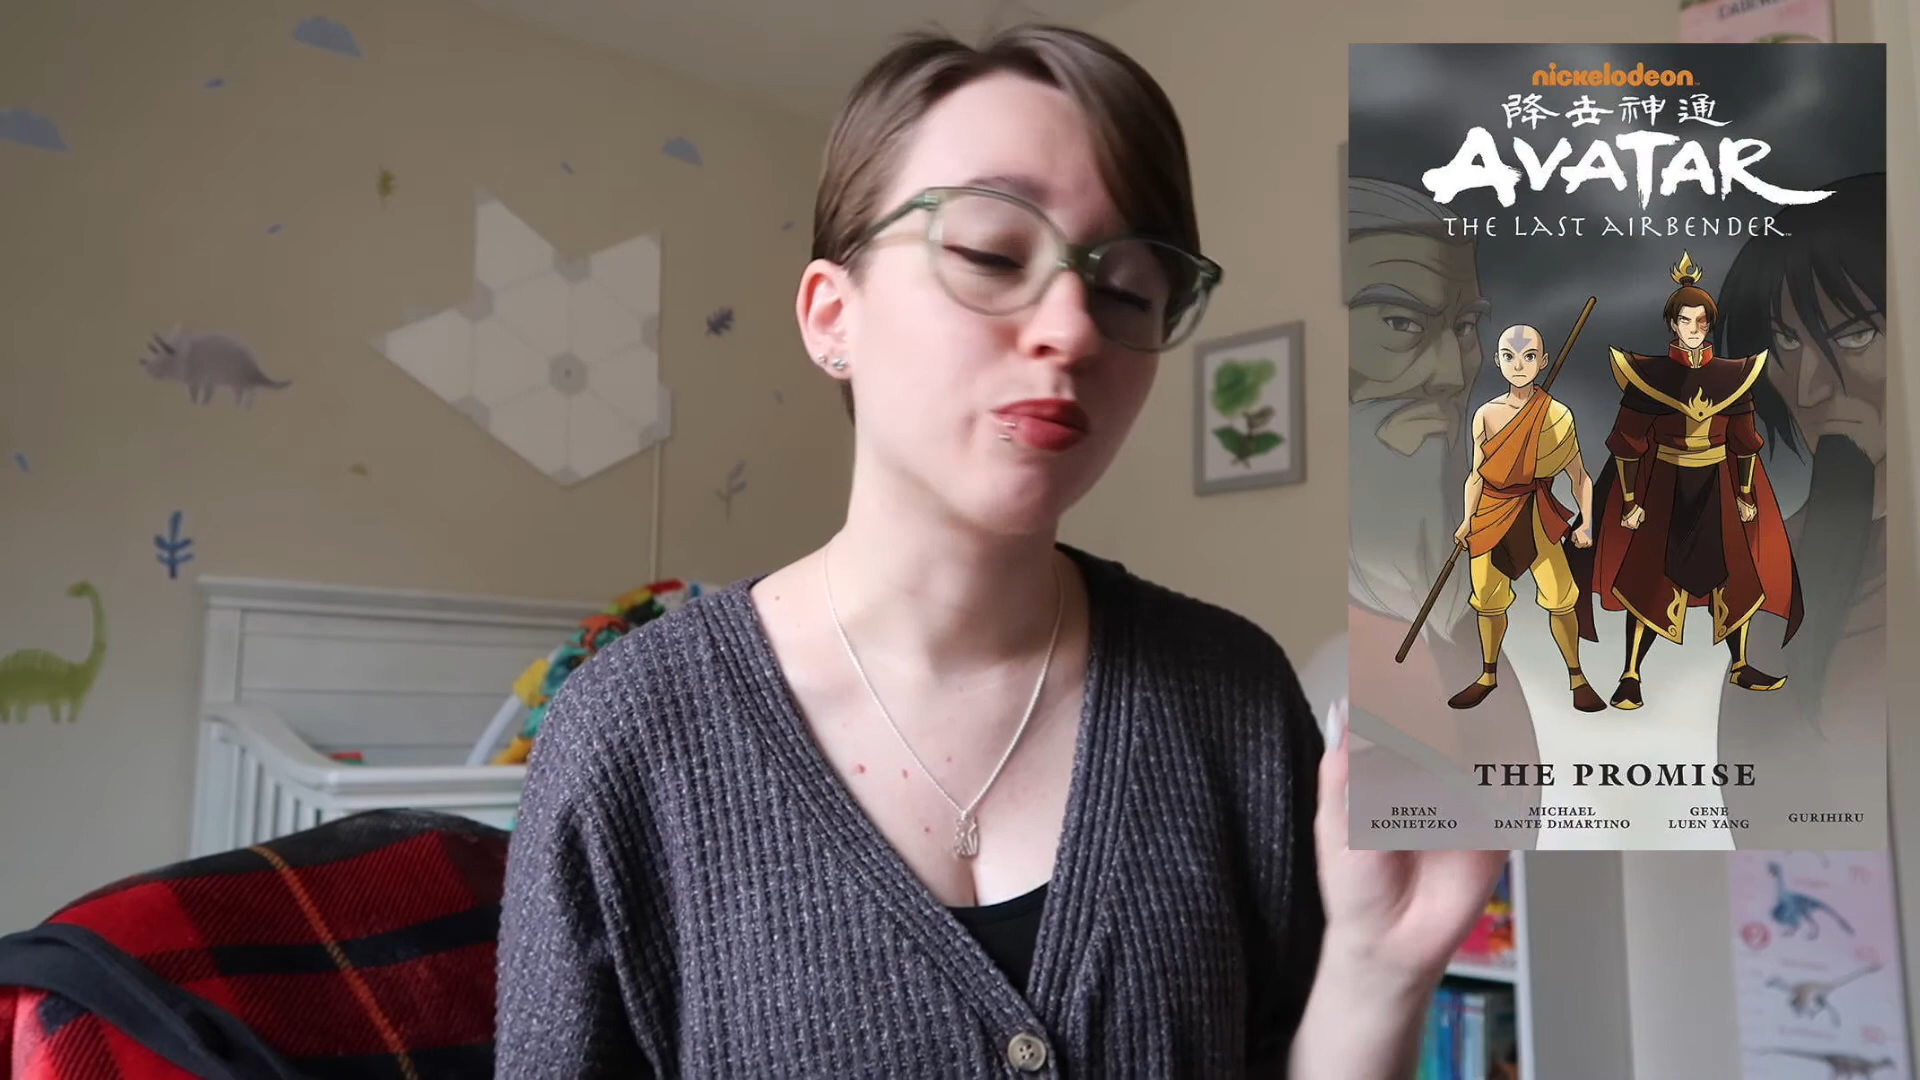 nickelodeon
降去神通
AVATAR
THE LAST AIRBENDER
THE PROMISE
BRYAN
KONIETZKO
MICHAEL
DANTE DiMARTINO
GENE
LUEN YANG
GURIHIRU